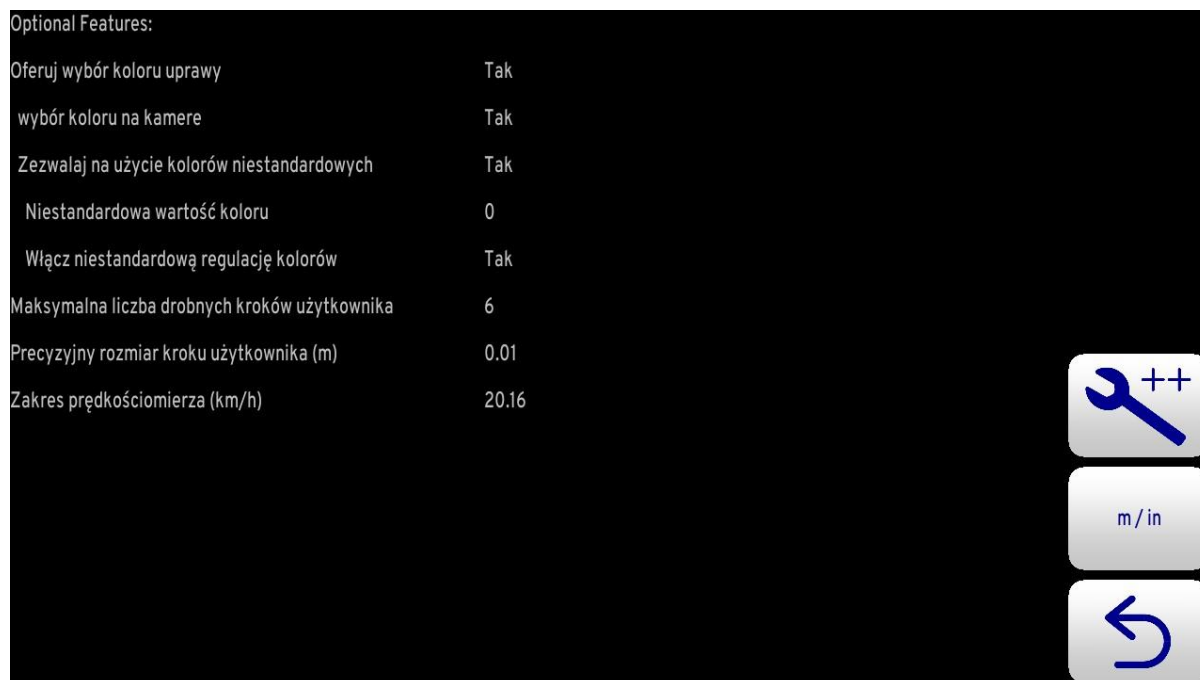 Optional Features:
Oferuj wybór koloru uprawy Tak
wybór koloru na kamere Tak
Zezwalaj na użycie kolorów niestandardowych Tak
Niestandardowa wartość koloru 0
Włącz niestandardową regulację kolorów Tak
Maksymalna liczba drobnych kroków użytkownika 6
Precyzyjny rozmiar kroku użytkownika (m) 0.01
Zakres prędkościomierza (km/h) 20.16
++
m / in